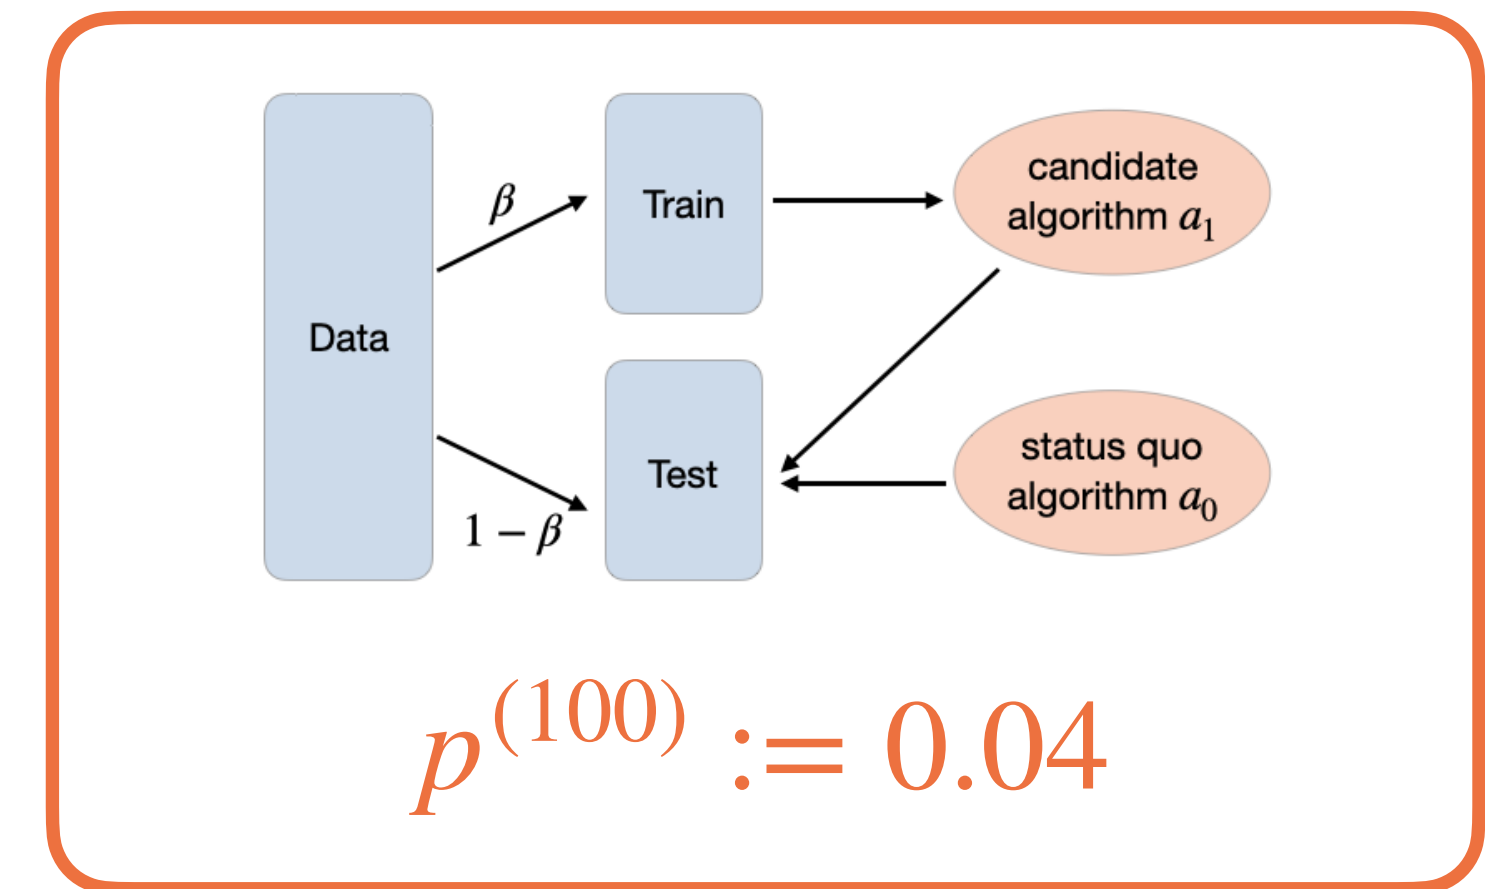 Data
β
1 − β
Train
Test
candidate
algorithm a₁
status quo
algorithm a₀
p⁽¹⁰⁰⁾ := 0.04